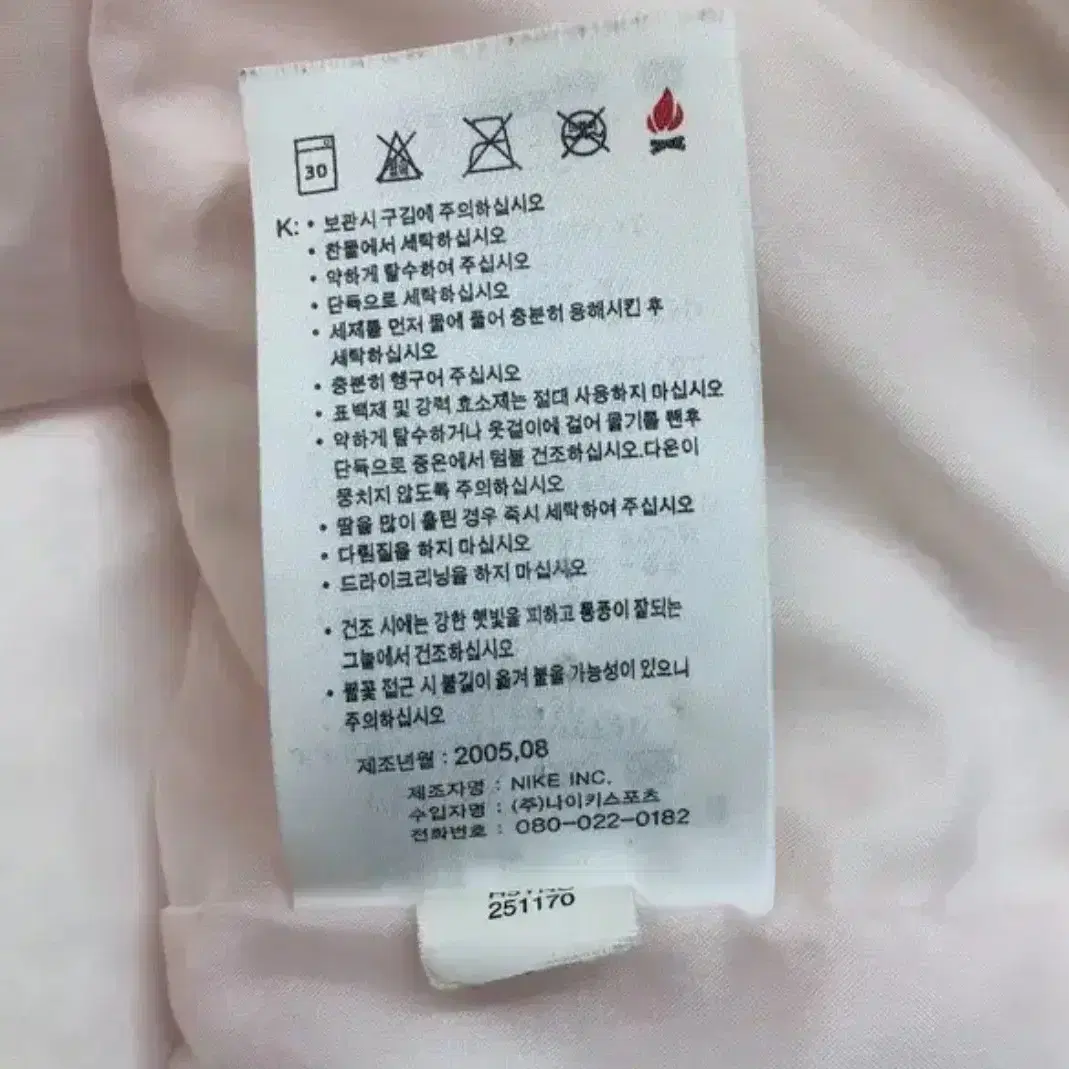 30
K: • 보관시 구김에 주의하십시오
• 찬물에서 세탁하십시오
• 약하게 탈수하여 주십시오
• 단독으로 세탁하십시오
• 세제를 먼저 물에 풀어 충분히 용해시킨 후
세탁하십시오
• 충분히 헹구어 주십시오
• 표백제 및 강력 효소제는 절대 사용하지 마십시오
• 약하게 탈수하거나 옷걸이에 걸어 물기를 뺀후
단독으로 중온에서 텀블 건조하십시오.다운이
뭉치지 않도록 주의하십시오
• 땀을 많이 흘린 경우 즉시 세탁하여 주십시오
• 다림질을 하지 마십시오
• 드라이크리닝을 하지 마십시오
• 건조 시에는 강한 햇빛을 피하고 통풍이 잘되는
그늘에서 건조하십시오
• 불꽃 접근 시 불길이 옮겨 붙을 가능성이 있으니
주의하십시오
제조년월 : 2005,08
제조자명 : NIKE INC.
수입자명 : (주)나이키스포츠
전화번호 : 080-022-0182
251170